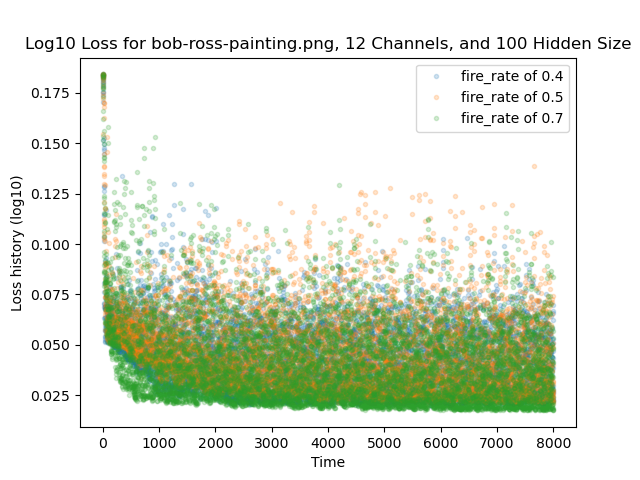 Log10 Loss for bob-ross-painting.png, 12 Channels, and 100 Hidden Size
fire_rate of 0.4
fire_rate of 0.5
fire_rate of 0.7
Loss history (log10)
0.175
0.150
0.125
0.100
0.075
0.050
0.025
0 1000 2000 3000 4000 5000 6000 7000 8000
Time